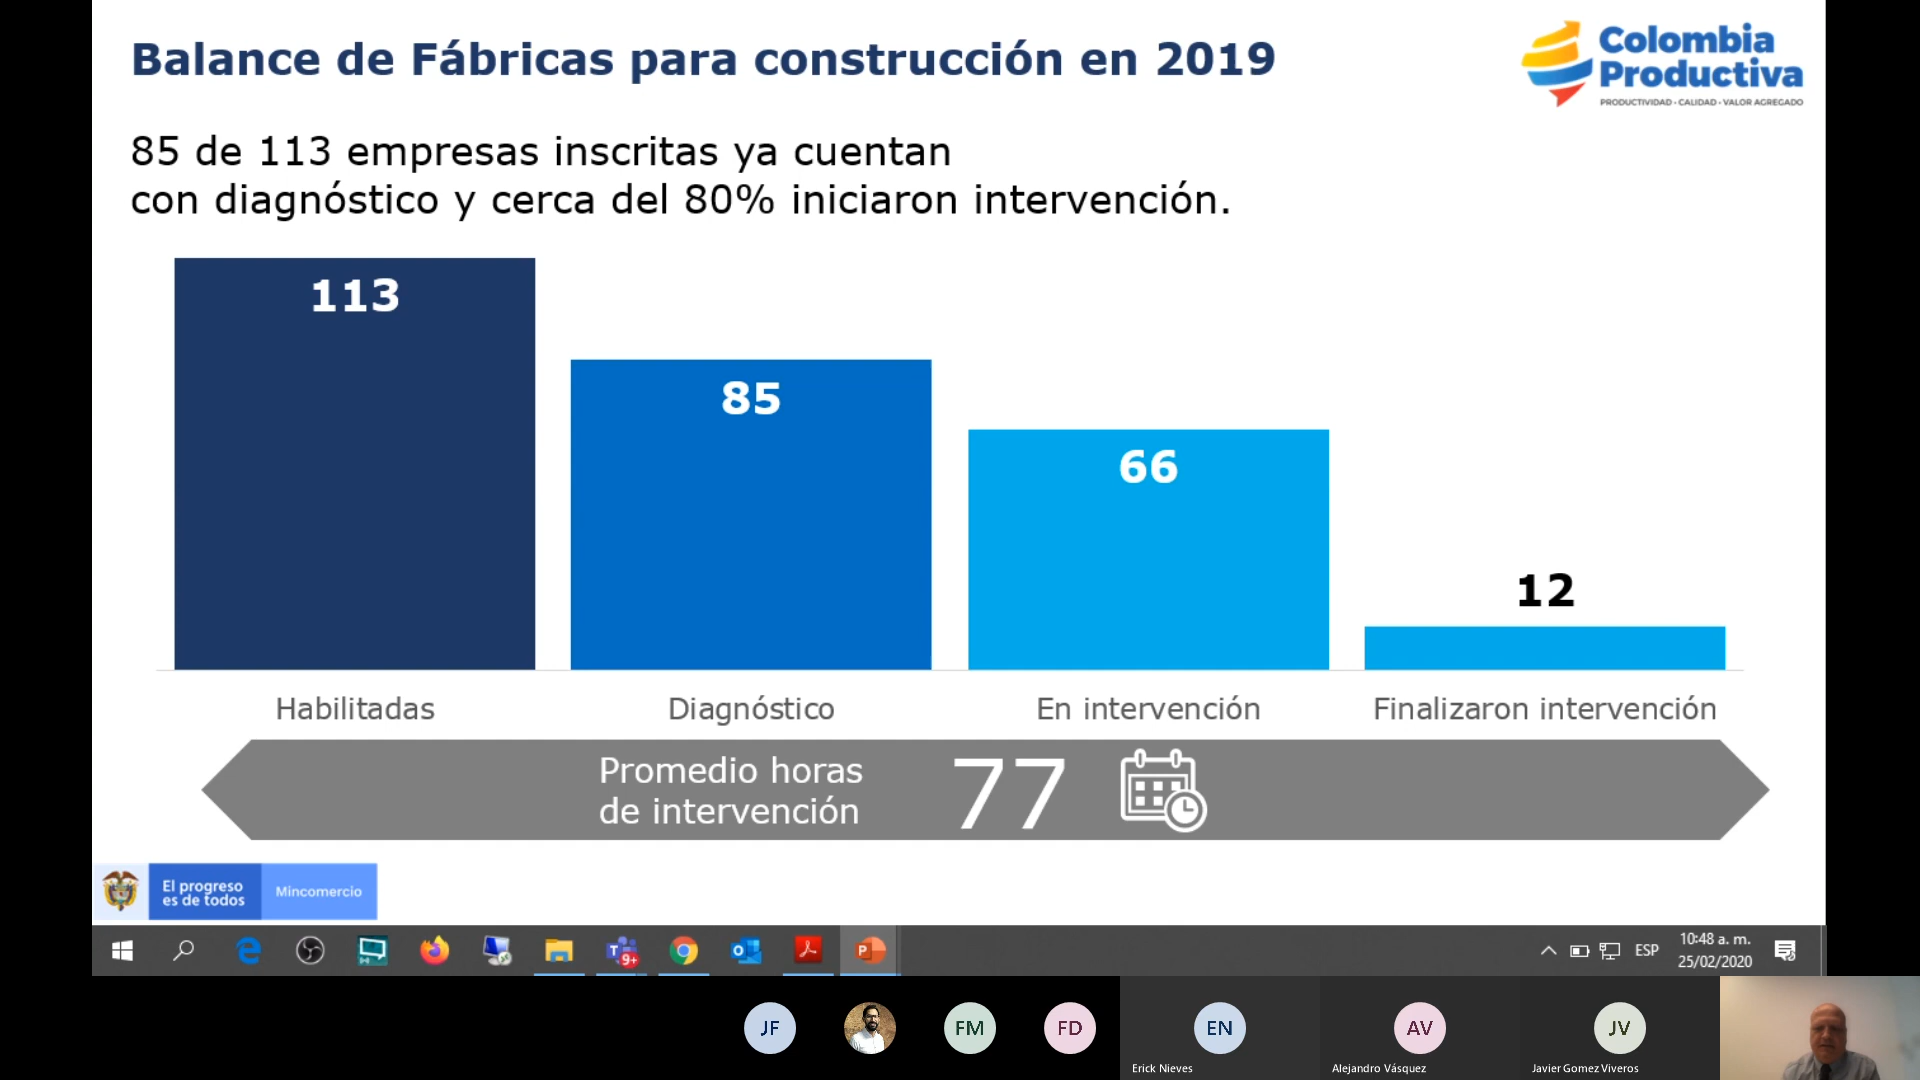 Balance de Fábricas para construcción en 2019
Colombia
Productiva
PRODUCTIVIDAD - CALIDAD - VALOR AGREGADO
85 de 113 empresas inscritas ya cuentan
con diagnóstico y cerca del 80% iniciaron intervención.
113
85
66
12
Habilitadas
Diagnóstico
En intervención
Finalizaron intervención
Promedio horas
de intervención
77
El progreso
es de todos
Mincomercio
T
9+
P
ESP
10:48 a. m.
25/02/2020
JF
FM
FD
EN
AV
JV
Erick Nieves
Alejandro Vásquez
Javier Gomez Viveros